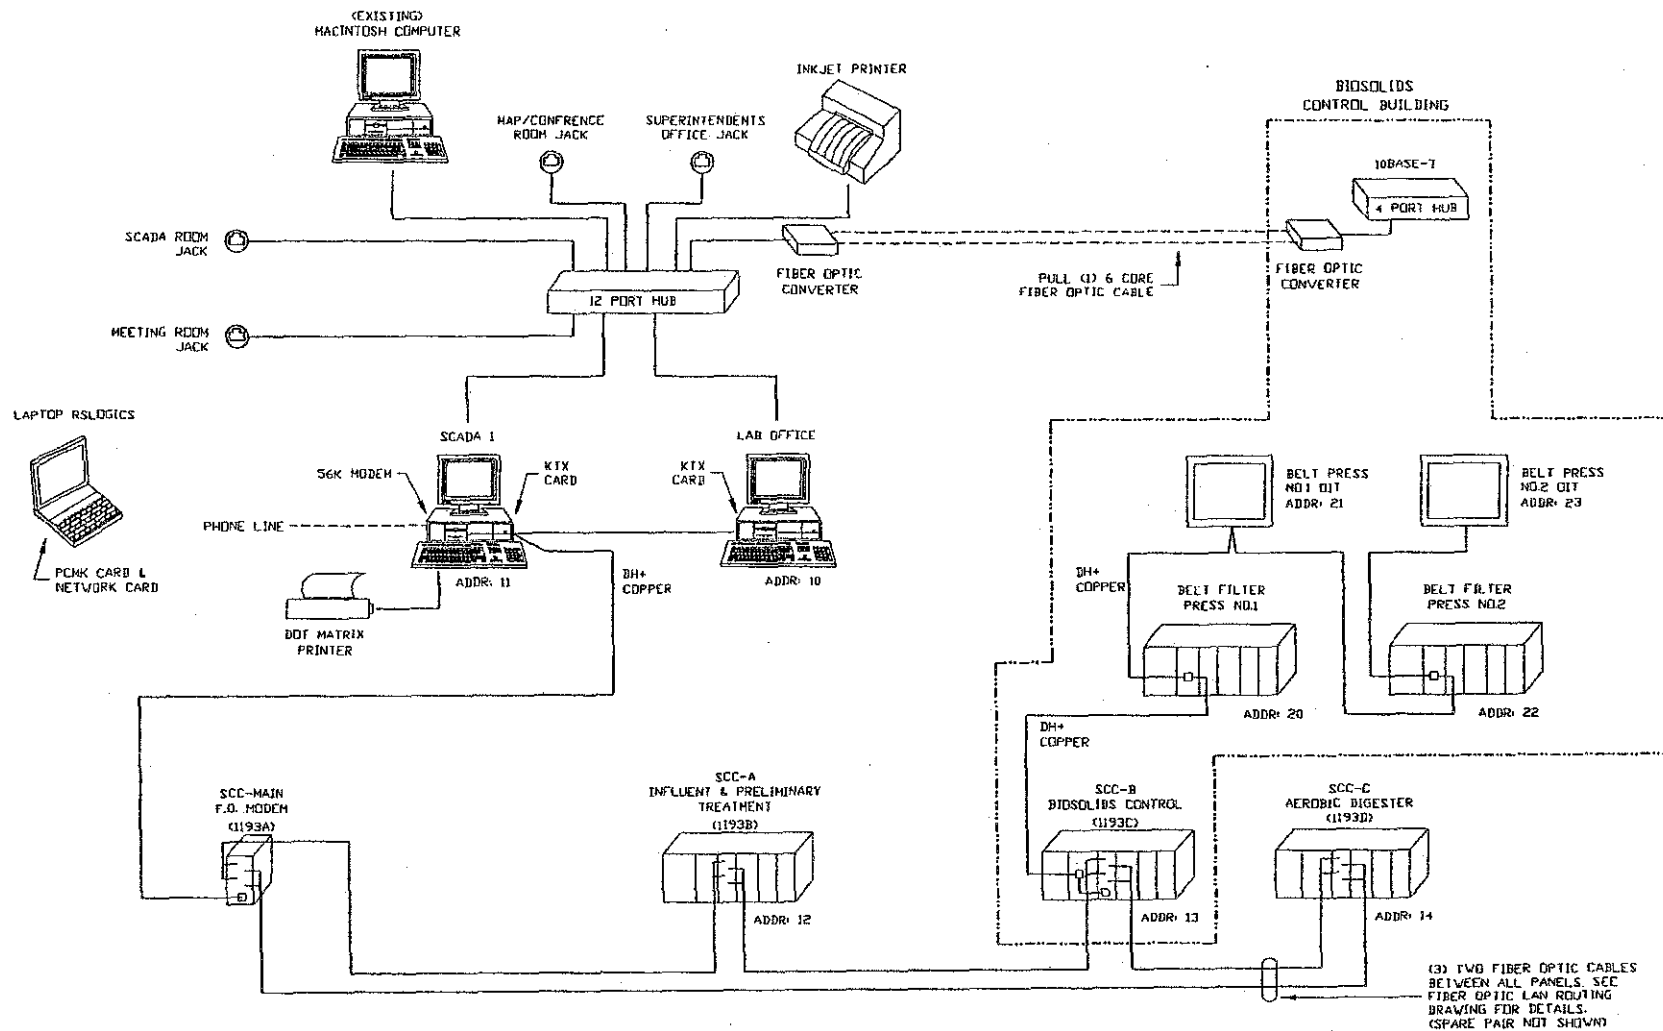 (EXISTING)
MACINTOSH COMPUTER
INKJET PRINTER
MAP/CONFRENCE
ROOM JACK
SUPERINTENDENTS
OFFICE JACK
BIOSOLIDS
CONTROL BUILDING
10BASE-T
4 PORT HUB
SCADA ROOM
JACK
FIBER OPTIC
CONVERTER
PULL (1) 6 CORE
FIBER OPTIC CABLE
FIBER OPTIC
CONVERTER
12 PORT HUB
MEETING ROOM
JACK
LAPTOP RSLOGICS
SCADA 1
LAB OFFICE
56K MODEM
KTX
CARD
KTX
CARD
BELT PRESS
NO.1 OIT
ADDR: 21
BELT PRESS
NO.2 OIT
ADDR: 23
PHONE LINE
PCMK CARD &
NETWORK CARD
ADDR: 11
DH+
COPPER
ADDR: 10
DH+
COPPER
BELT FILTER
PRESS NO.1
BELT FILTER
PRESS NO.2
DOT MATRIX
PRINTER
ADDR: 20
ADDR: 22
DH+
COPPER
SCC-MAIN
F.O. MODEM
(1193A)
SCC-A
INFLUENT & PRELIMINARY
TREATMENT
(1193B)
SCC-B
BIOSOLIDS CONTROL
(1193C)
SCC-C
AEROBIC DIGESTER
(1193D)
ADDR: 12
ADDR: 13
ADDR: 14
(3) TWO FIBER OPTIC CABLES
BETWEEN ALL PANELS. SEE
FIBER OPTIC LAN ROUTING
DRAWING FOR DETAILS.
(SPARE PAIR NOT SHOWN)